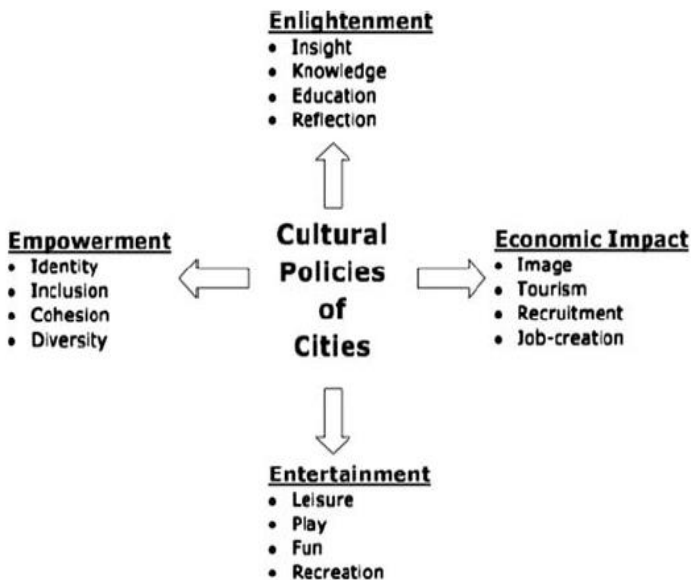 Enlightenment
• Insight
• Knowledge
• Education
• Reflection
Empowerment
• Identity
• Inclusion
• Cohesion
• Diversity
Cultural
Policies
of
Cities
Economic Impact
• Image
• Tourism
• Recruitment
• Job-creation
Entertainment
• Leisure
• Play
• Fun
• Recreation